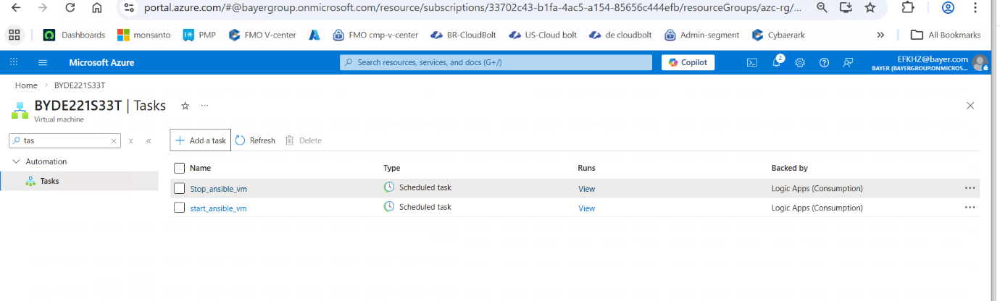 portal.azure.com/#@bayergroup.onmicrosoft.com/resource/subscriptions/33702c43-b1fa-4ac5-a154-85656c444efb/resourceGroups/azc-rg/...
Dashboards monsanto PMP FMO V-center FMO cmp-v-center BR-CloudBolt US-Cloud bolt de cloudbolt Admin-segment Cybaerark » All Bookmarks
Microsoft Azure Search resources, services, and docs (G+/) Copilot 2 EFKHZ@bayer.com
BAYER (BAYERGROUP.ONMICROS...
Home > BYDE221S33T
BYDE221S33T | Tasks ...
Virtual machine
tas Add a task Refresh Delete
Automation Name Type Runs Backed by
Tasks Stop_ansible_vm Scheduled task View Logic Apps (Consumption) ...
start_ansible_vm Scheduled task View Logic Apps (Consumption) ...